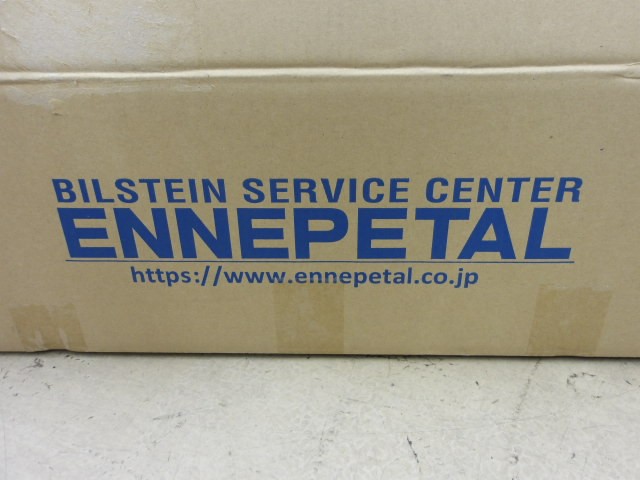 BILSTEIN SERVICE CENTER
ENNEPETAL
https://www.ennepetal.co.jp